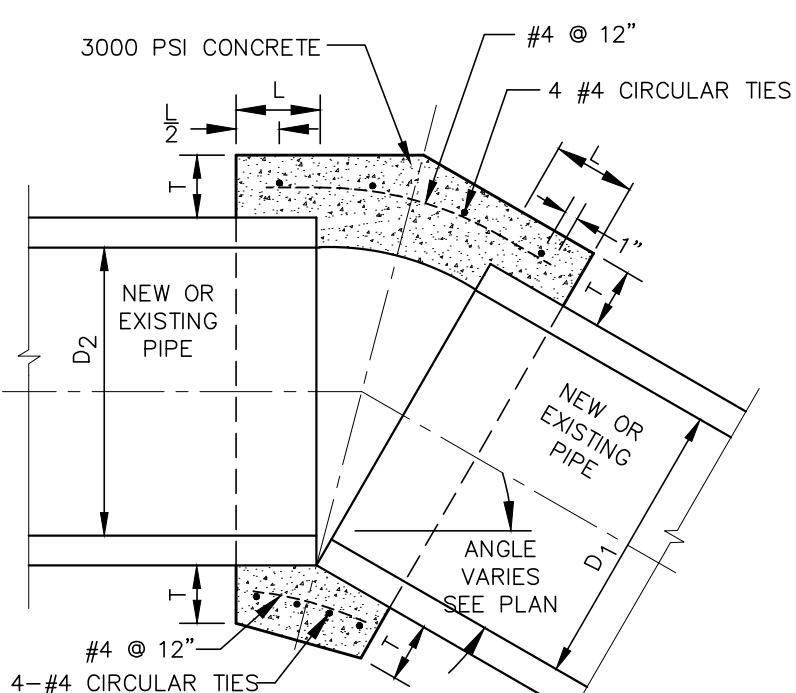 3000 PSI CONCRETE
#4 @ 12”
4 #4 CIRCULAR TIES
L
L
2
L
T
1”
T
NEW OR
EXISTING
PIPE
D2
NEW OR
EXISTING
PIPE
D1
ANGLE
VARIES
SEE PLAN
T
T
#4 @ 12”
4-#4 CIRCULAR TIES